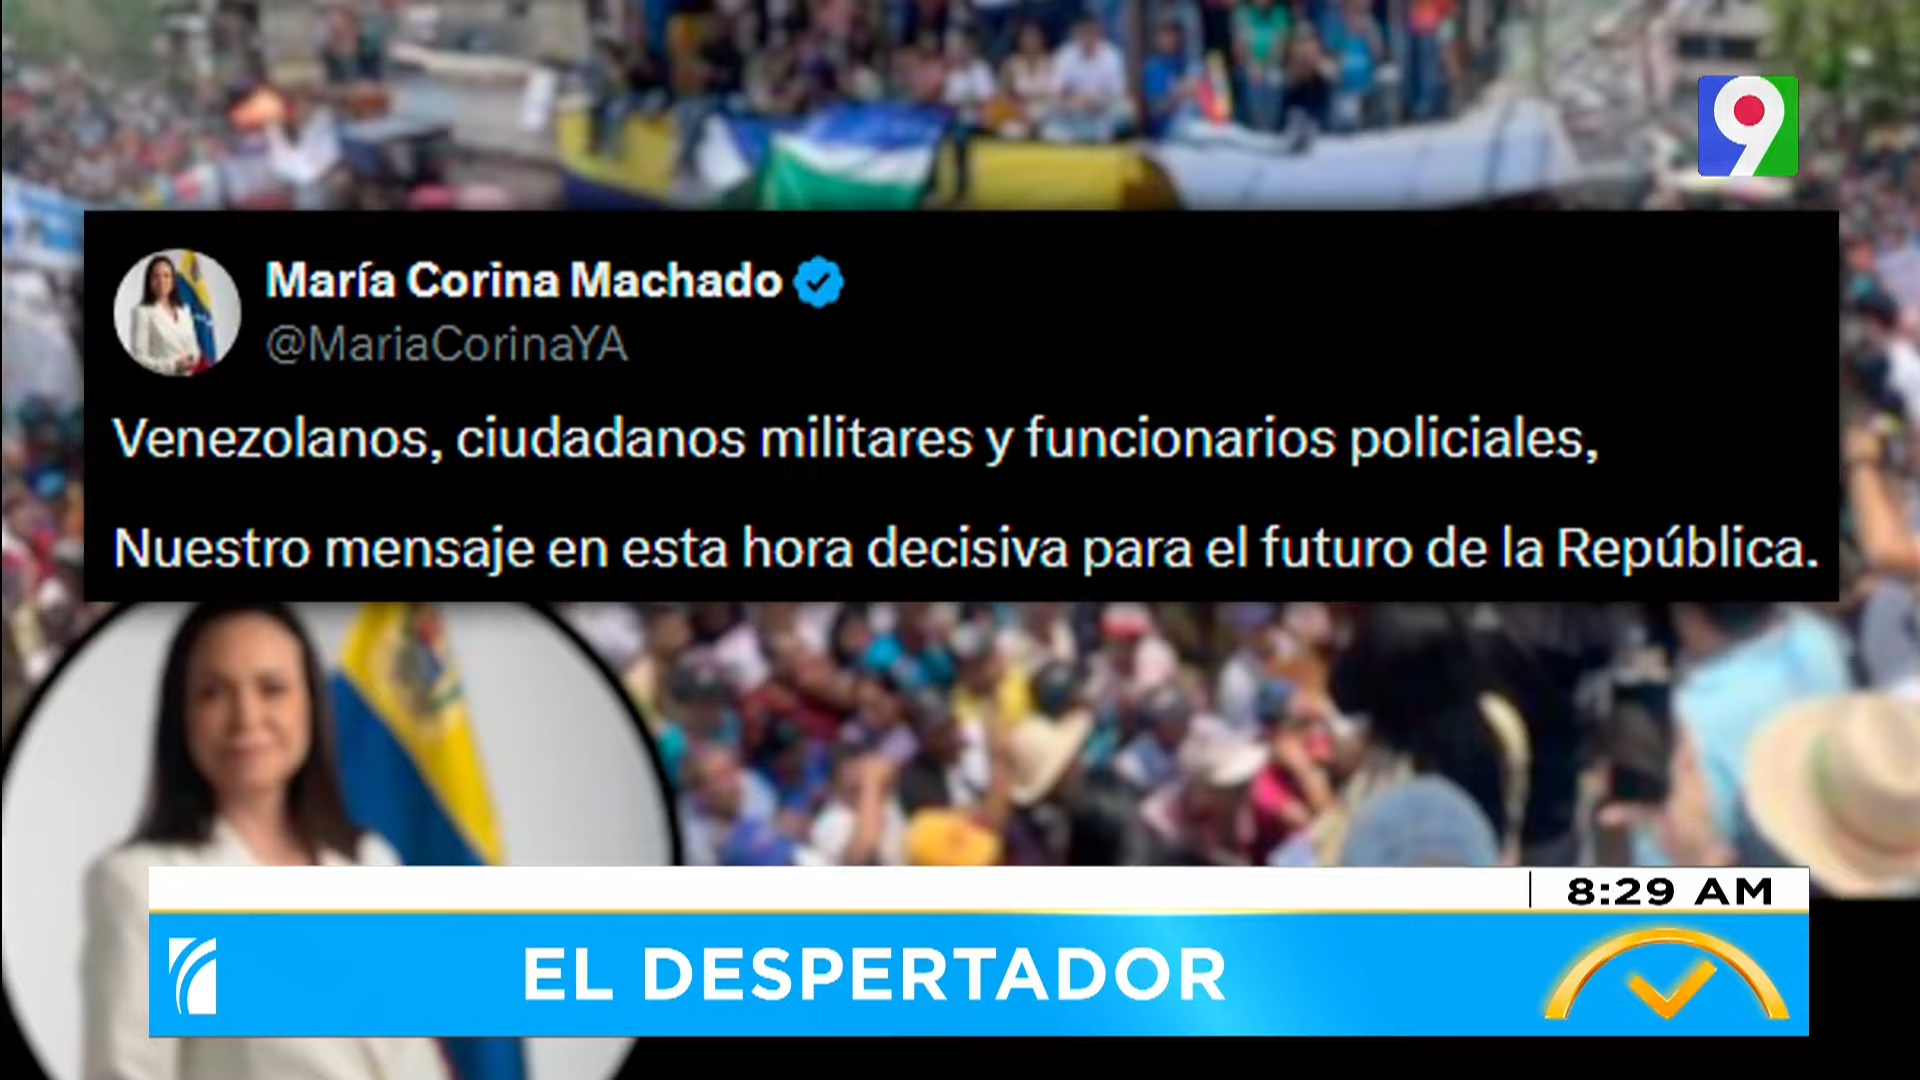 9
María Corina Machado
@MariaCorinaYA
Venezolanos, ciudadanos militares y funcionarios policiales,
Nuestro mensaje en esta hora decisiva para el futuro de la República.
8:29 AM
EL DESPERTADOR